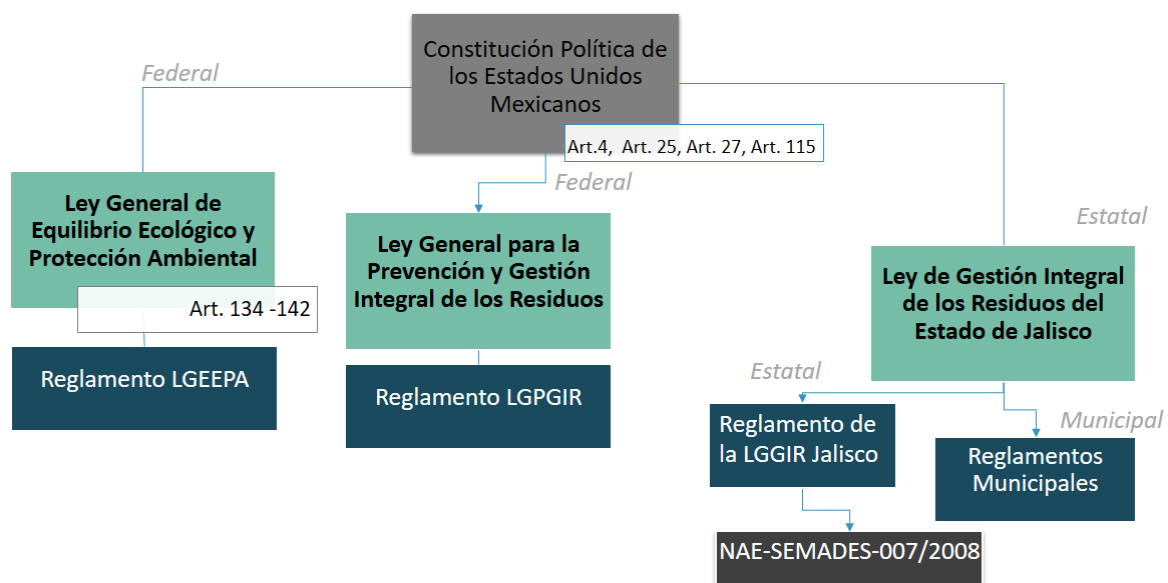 Constitución Política de
los Estados Unidos
Mexicanos
Art.4,  Art. 25, Art. 27, Art. 115
Federal
Ley General de
Equilibrio Ecológico y
Protección Ambiental
Art. 134 -142
Reglamento LGEEPA
Federal
Ley General para la
Prevención y Gestión
Integral de los Residuos
Reglamento LGPGIR
Estatal
Ley de Gestión Integral
de los Residuos del
Estado de Jalisco
Estatal
Reglamento de
la LGGIR Jalisco
NAE-SEMADES-007/2008
Municipal
Reglamentos
Municipales